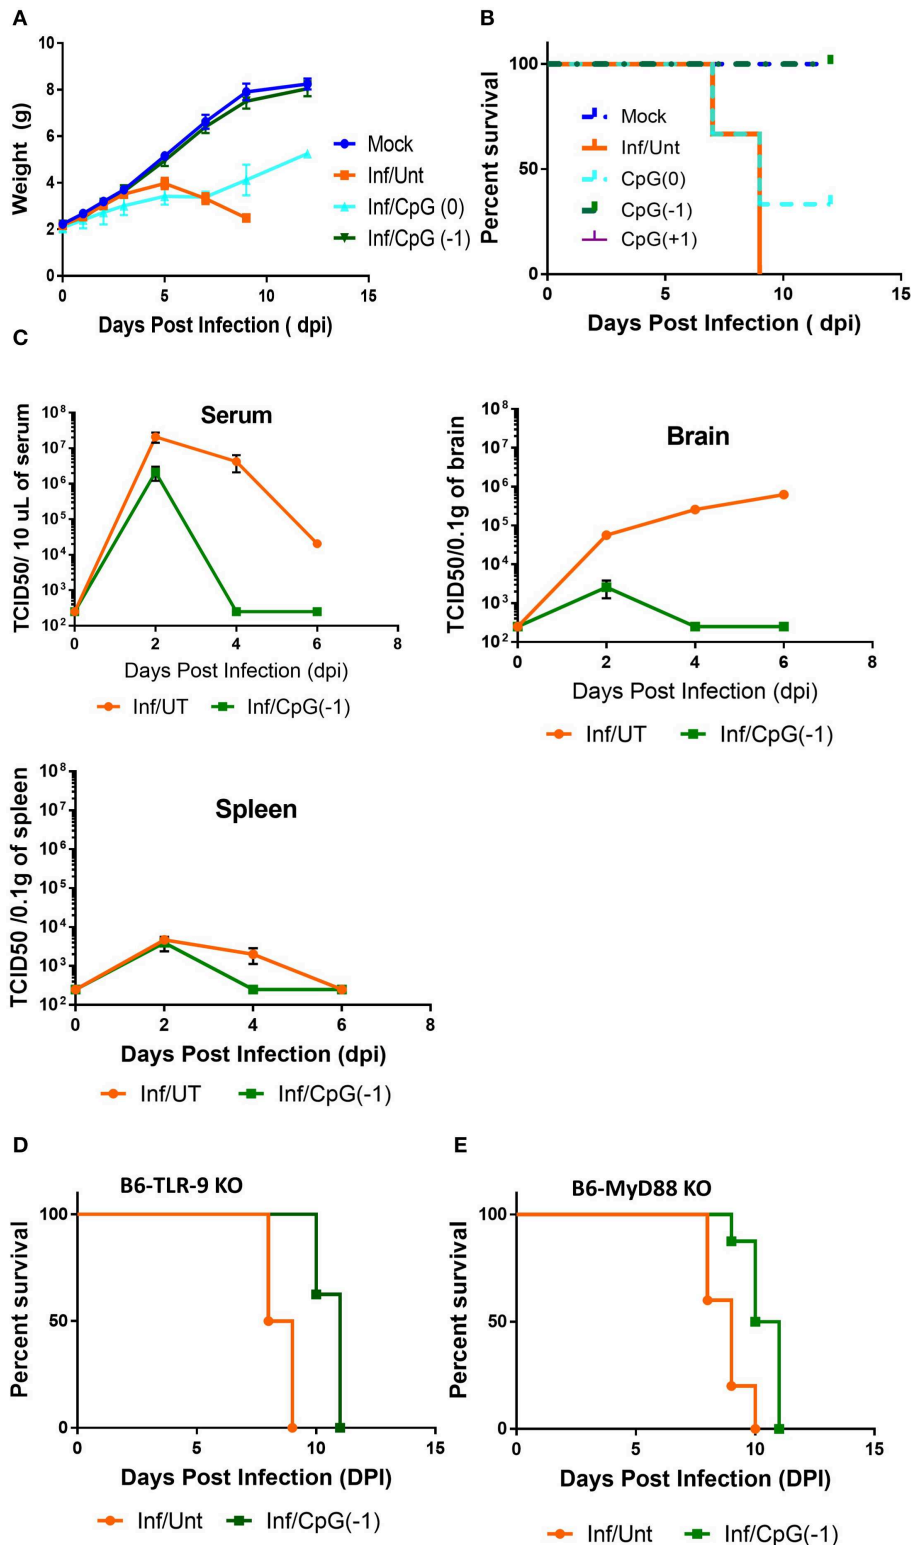 A
10
8
6
4
2
0
Weight (g)
0 5 10 15
Days Post Infection ( dpi)
Mock
Inf/Unt
Inf/CpG (0)
Inf/CpG (-1)
B
100
50
0
Percent survival
0 5 10 15
Days Post Infection ( dpi)
Mock
Inf/Unt
CpG(0)
CpG(-1)
CpG(+1)
C
Serum
10^8
10^7
10^6
10^5
10^4
10^3
10^2
TCID50/ 10 uL of serum
0 2 4 6 8
Days Post Infection (dpi)
Inf/UT Inf/CpG(-1)
Brain
10^8
10^7
10^6
10^5
10^4
10^3
10^2
TCID50/0.1g of brain
0 2 4 6 8
Days Post Infection (dpi)
Inf/UT Inf/CpG(-1)
Spleen
10^8
10^7
10^6
10^5
10^4
10^3
10^2
TCID50 /0.1g of spleen
0 2 4 6 8
Days Post Infection (dpi)
Inf/UT Inf/CpG(-1)
D
B6-TLR-9 KO
100
50
0
Percent survival
0 5 10 15
Days Post Infection (DPI)
Inf/Unt Inf/CpG(-1)
E
B6-MyD88 KO
100
50
0
Percent survival
0 5 10 15
Days Post Infection (DPI)
Inf/Unt Inf/CpG(-1)